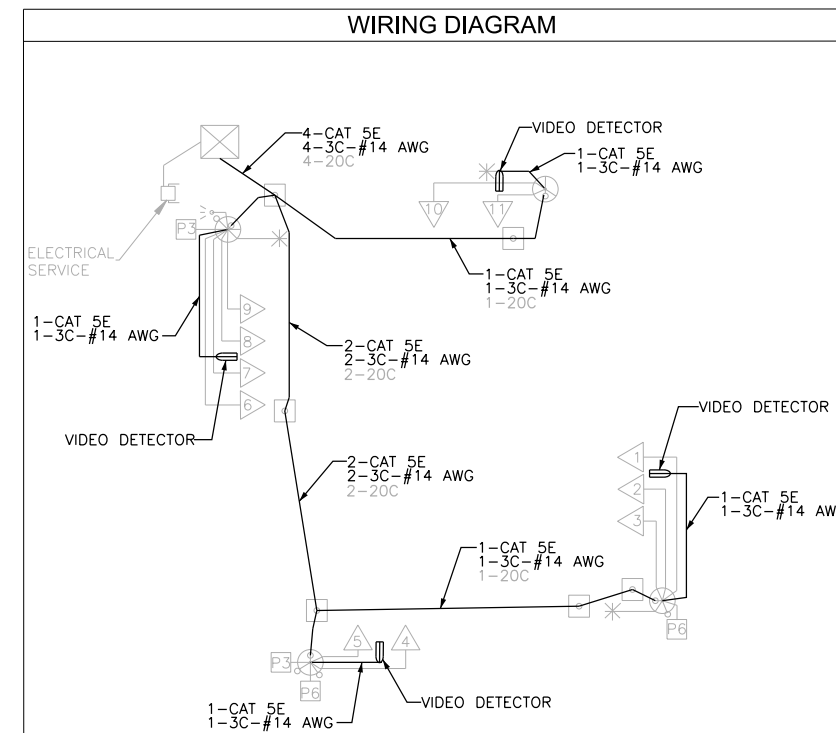 WIRING DIAGRAM
4-CAT 5E
4-3C-#14 AWG
4-20C
VIDEO DETECTOR
1-CAT 5E
1-3C-#14 AWG
10
11
P3
ELECTRICAL
SERVICE
1-CAT 5E
1-3C-#14 AWG
1-20C
9
1-CAT 5E
1-3C-#14 AWG
8
7
6
2-CAT 5E
2-3C-#14 AWG
2-20C
VIDEO DETECTOR
VIDEO DETECTOR
2-CAT 5E
2-3C-#14 AWG
2-20C
1
2
3
1-CAT 5E
1-3C-#14 AW
1-CAT 5E
1-3C-#14 AWG
1-20C
P6
5
4
P3
P6
VIDEO DETECTOR
1-CAT 5E
1-3C-#14 AWG